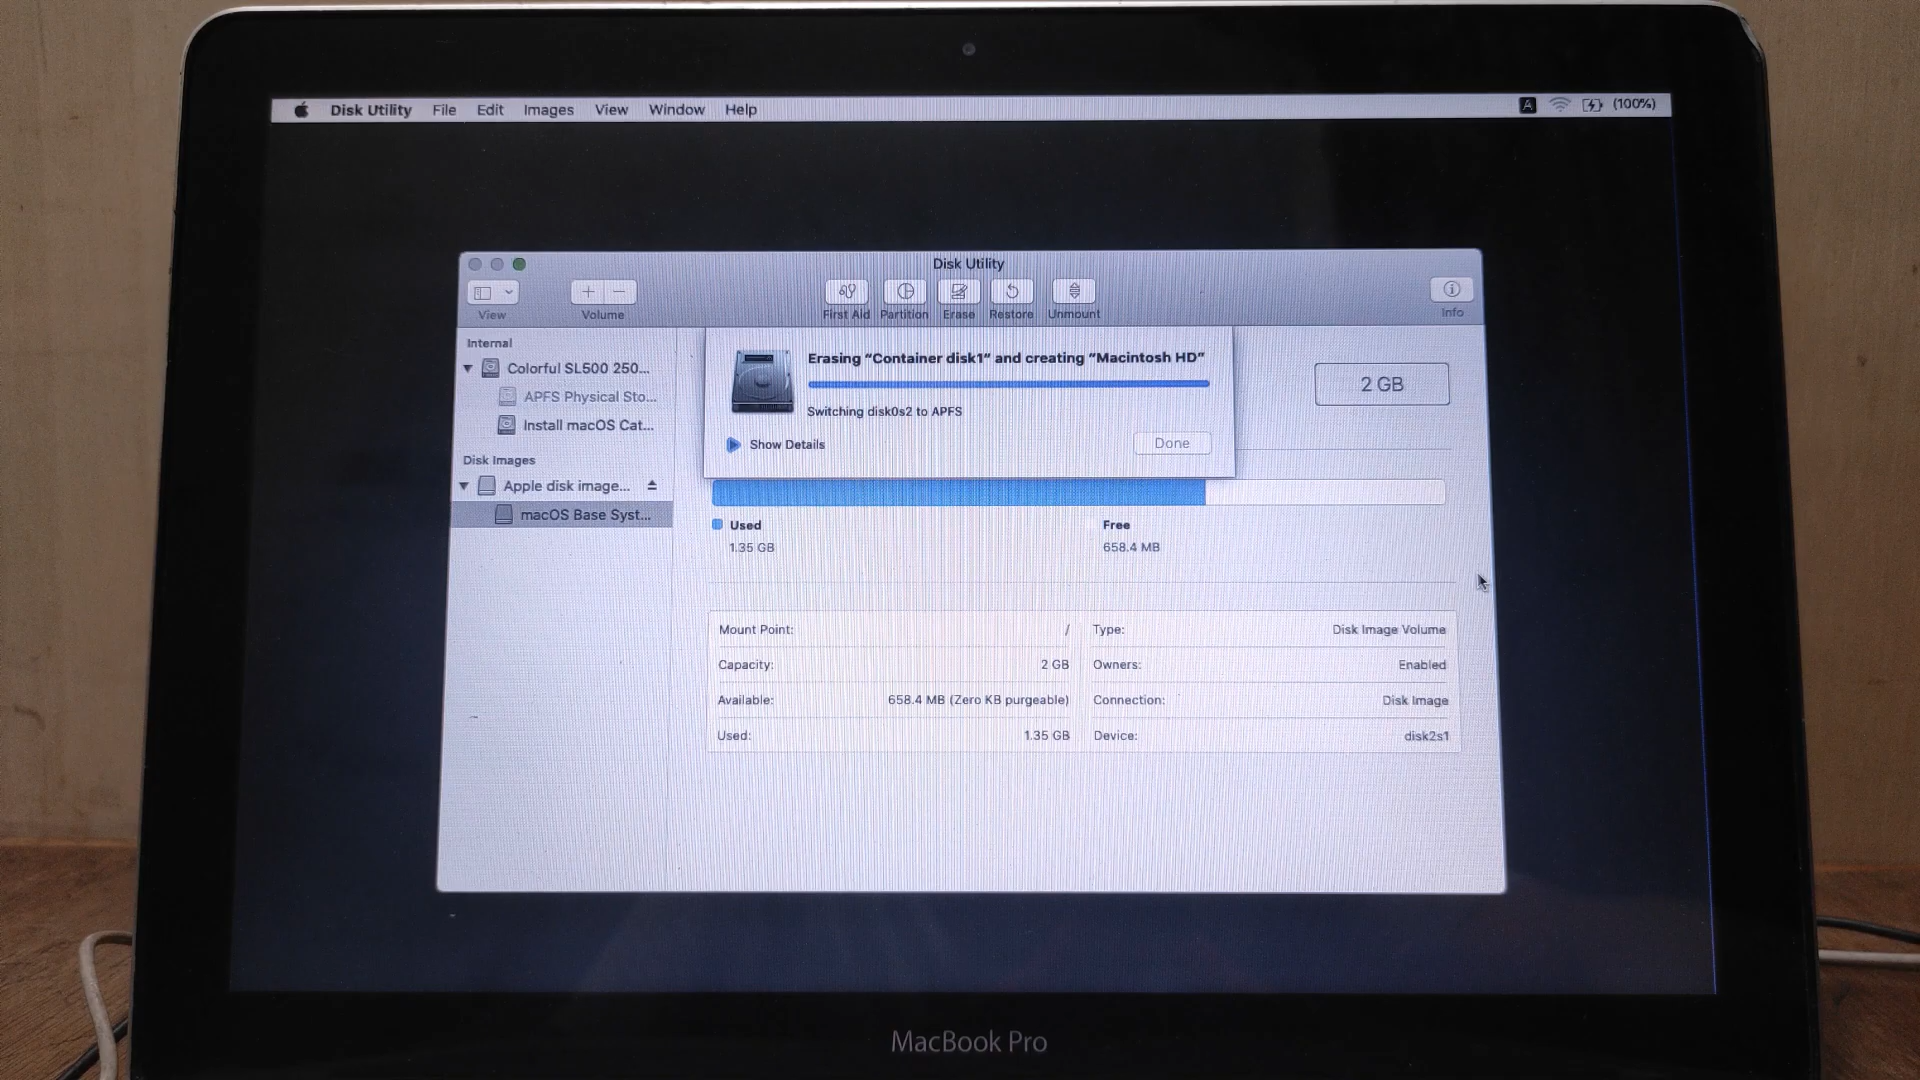 Disk Utility File Edit Images View Window Help
A (100%)
Disk Utility
View
Volume
First Aid Partition Erase Restore Unmount
Info
Internal
Colorful SL500 250...
APFS Physical Sto...
Install macOS Cat...
Disk Images
Apple disk image...
macOS Base Syst...
Erasing “Container disk1” and creating “Macintosh HD”
Switching disk0s2 to APFS
Show Details
Done
2 GB
Used
1.35 GB
Free
658.4 MB
Mount Point: /
Type: Disk Image Volume
Capacity: 2 GB
Owners: Enabled
Available: 658.4 MB (Zero KB purgeable)
Connection: Disk Image
Used: 1.35 GB
Device: disk2s1
MacBook Pro